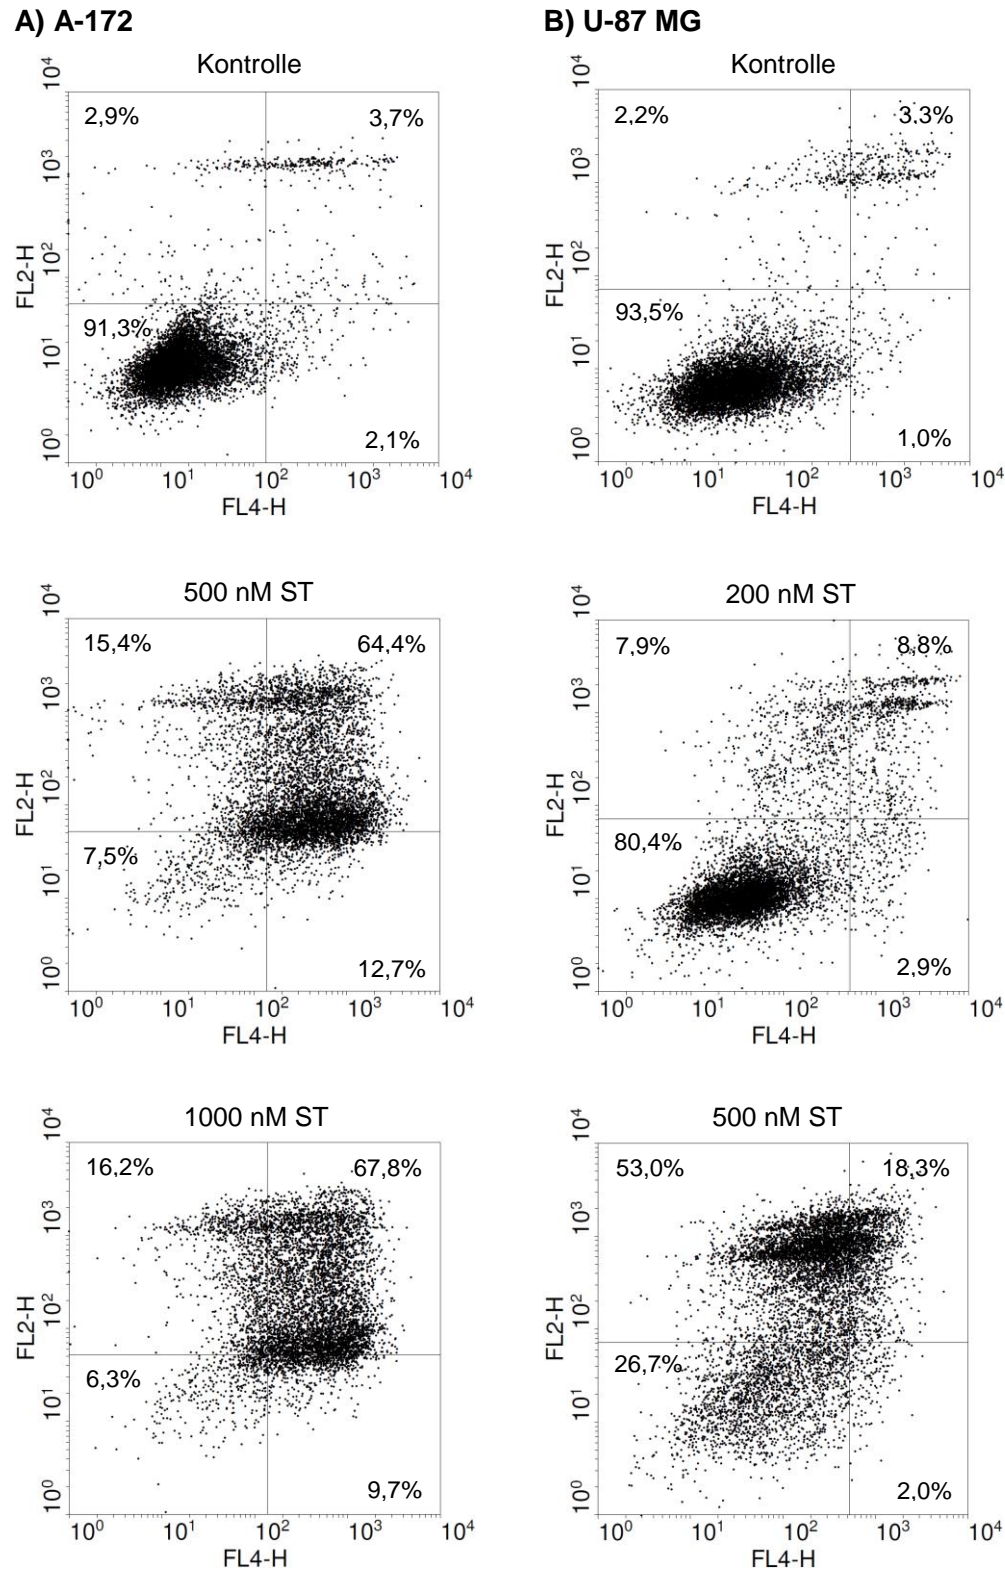 A) A-172
B) U-87 MG
Kontrolle
10⁴
10³
10²
10¹
10⁰
FL2-H
2,9%
3,7%
91,3%
2,1%
10⁰ 10¹ 10² 10³ 10⁴
FL4-H
Kontrolle
10⁴
10³
10²
10¹
10⁰
FL2-H
2,2%
3,3%
93,5%
1,0%
10⁰ 10¹ 10² 10³ 10⁴
FL4-H
500 nM ST
10⁴
10³
10²
10¹
10⁰
FL2-H
15,4%
64,4%
7,5%
12,7%
10⁰ 10¹ 10² 10³ 10⁴
FL4-H
200 nM ST
10⁴
10³
10²
10¹
10⁰
FL2-H
7,9%
8,8%
80,4%
2,9%
10⁰ 10¹ 10² 10³ 10⁴
FL4-H
1000 nM ST
10⁴
10³
10²
10¹
10⁰
FL2-H
16,2%
67,8%
6,3%
9,7%
10⁰ 10¹ 10² 10³ 10⁴
FL4-H
500 nM ST
10⁴
10³
10²
10¹
10⁰
FL2-H
53,0%
18,3%
26,7%
2,0%
10⁰ 10¹ 10² 10³ 10⁴
FL4-H